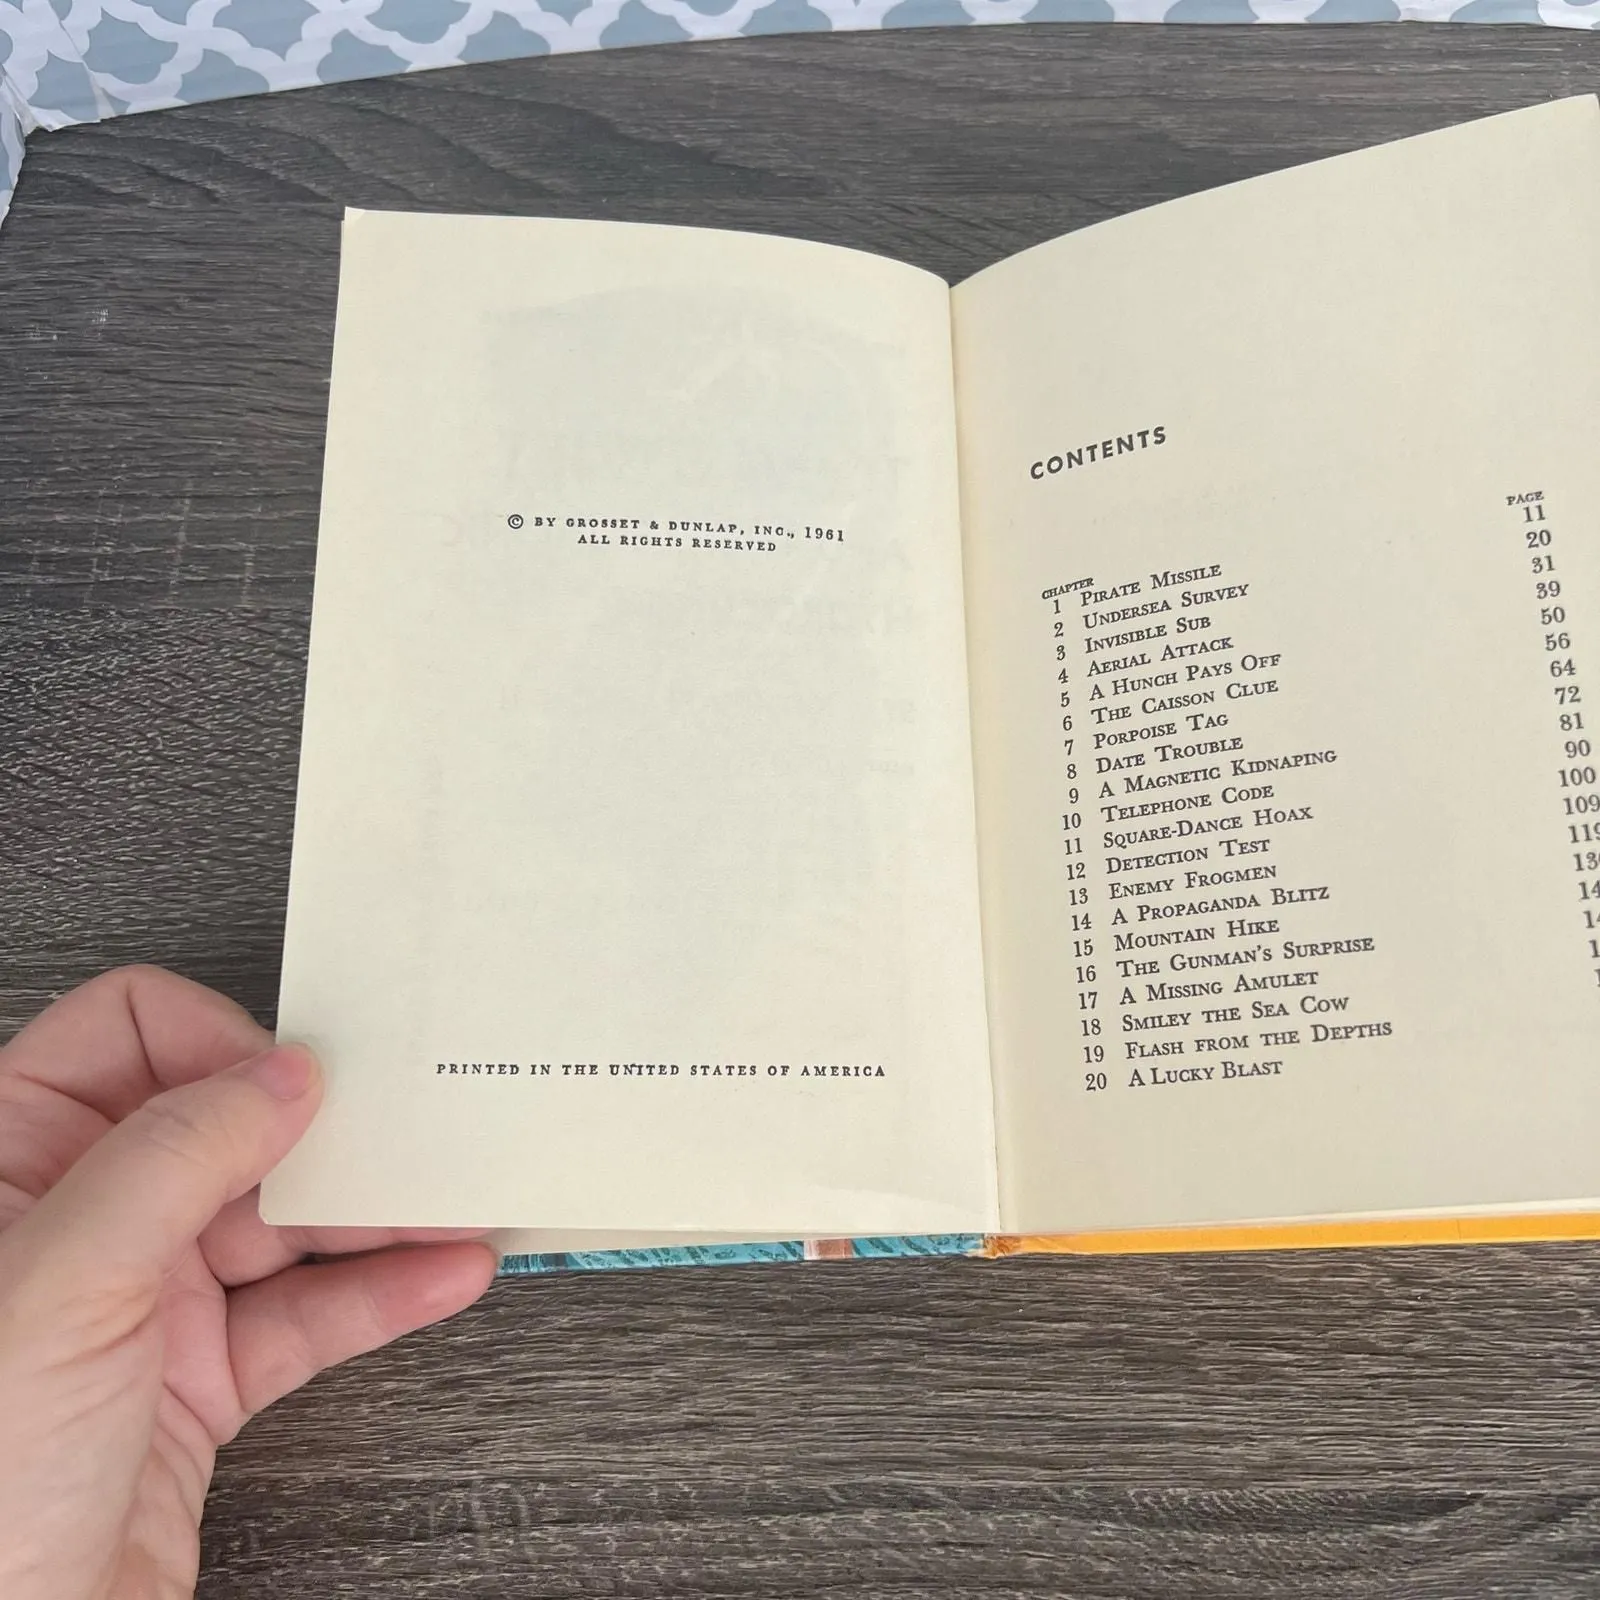 © BY GROSSET & DUNLAP, INC., 1961
ALL RIGHTS RESERVED
PRINTED IN THE UNITED STATES OF AMERICA
CONTENTS
CHAPTER PAGE
1 PIRATE MISSILE 11
2 UNDERSEA SURVEY 20
3 INVISIBLE SUB 31
4 AERIAL ATTACK 39
5 A HUNCH PAYS OFF 50
6 THE CAISSON CLUE 56
7 PORPOISE TAG 64
8 DATE TROUBLE 72
9 A MAGNETIC KIDNAPING 81
10 TELEPHONE CODE 90
11 SQUARE-DANCE HOAX 100
12 DETECTION TEST 109
13 ENEMY FROGMEN
14 A PROPAGANDA BLITZ
15 MOUNTAIN HIKE
16 THE GUNMAN'S SURPRISE
17 A MISSING AMULET
18 SMILEY THE SEA COW
19 FLASH FROM THE DEPTHS
20 A LUCKY BLAST